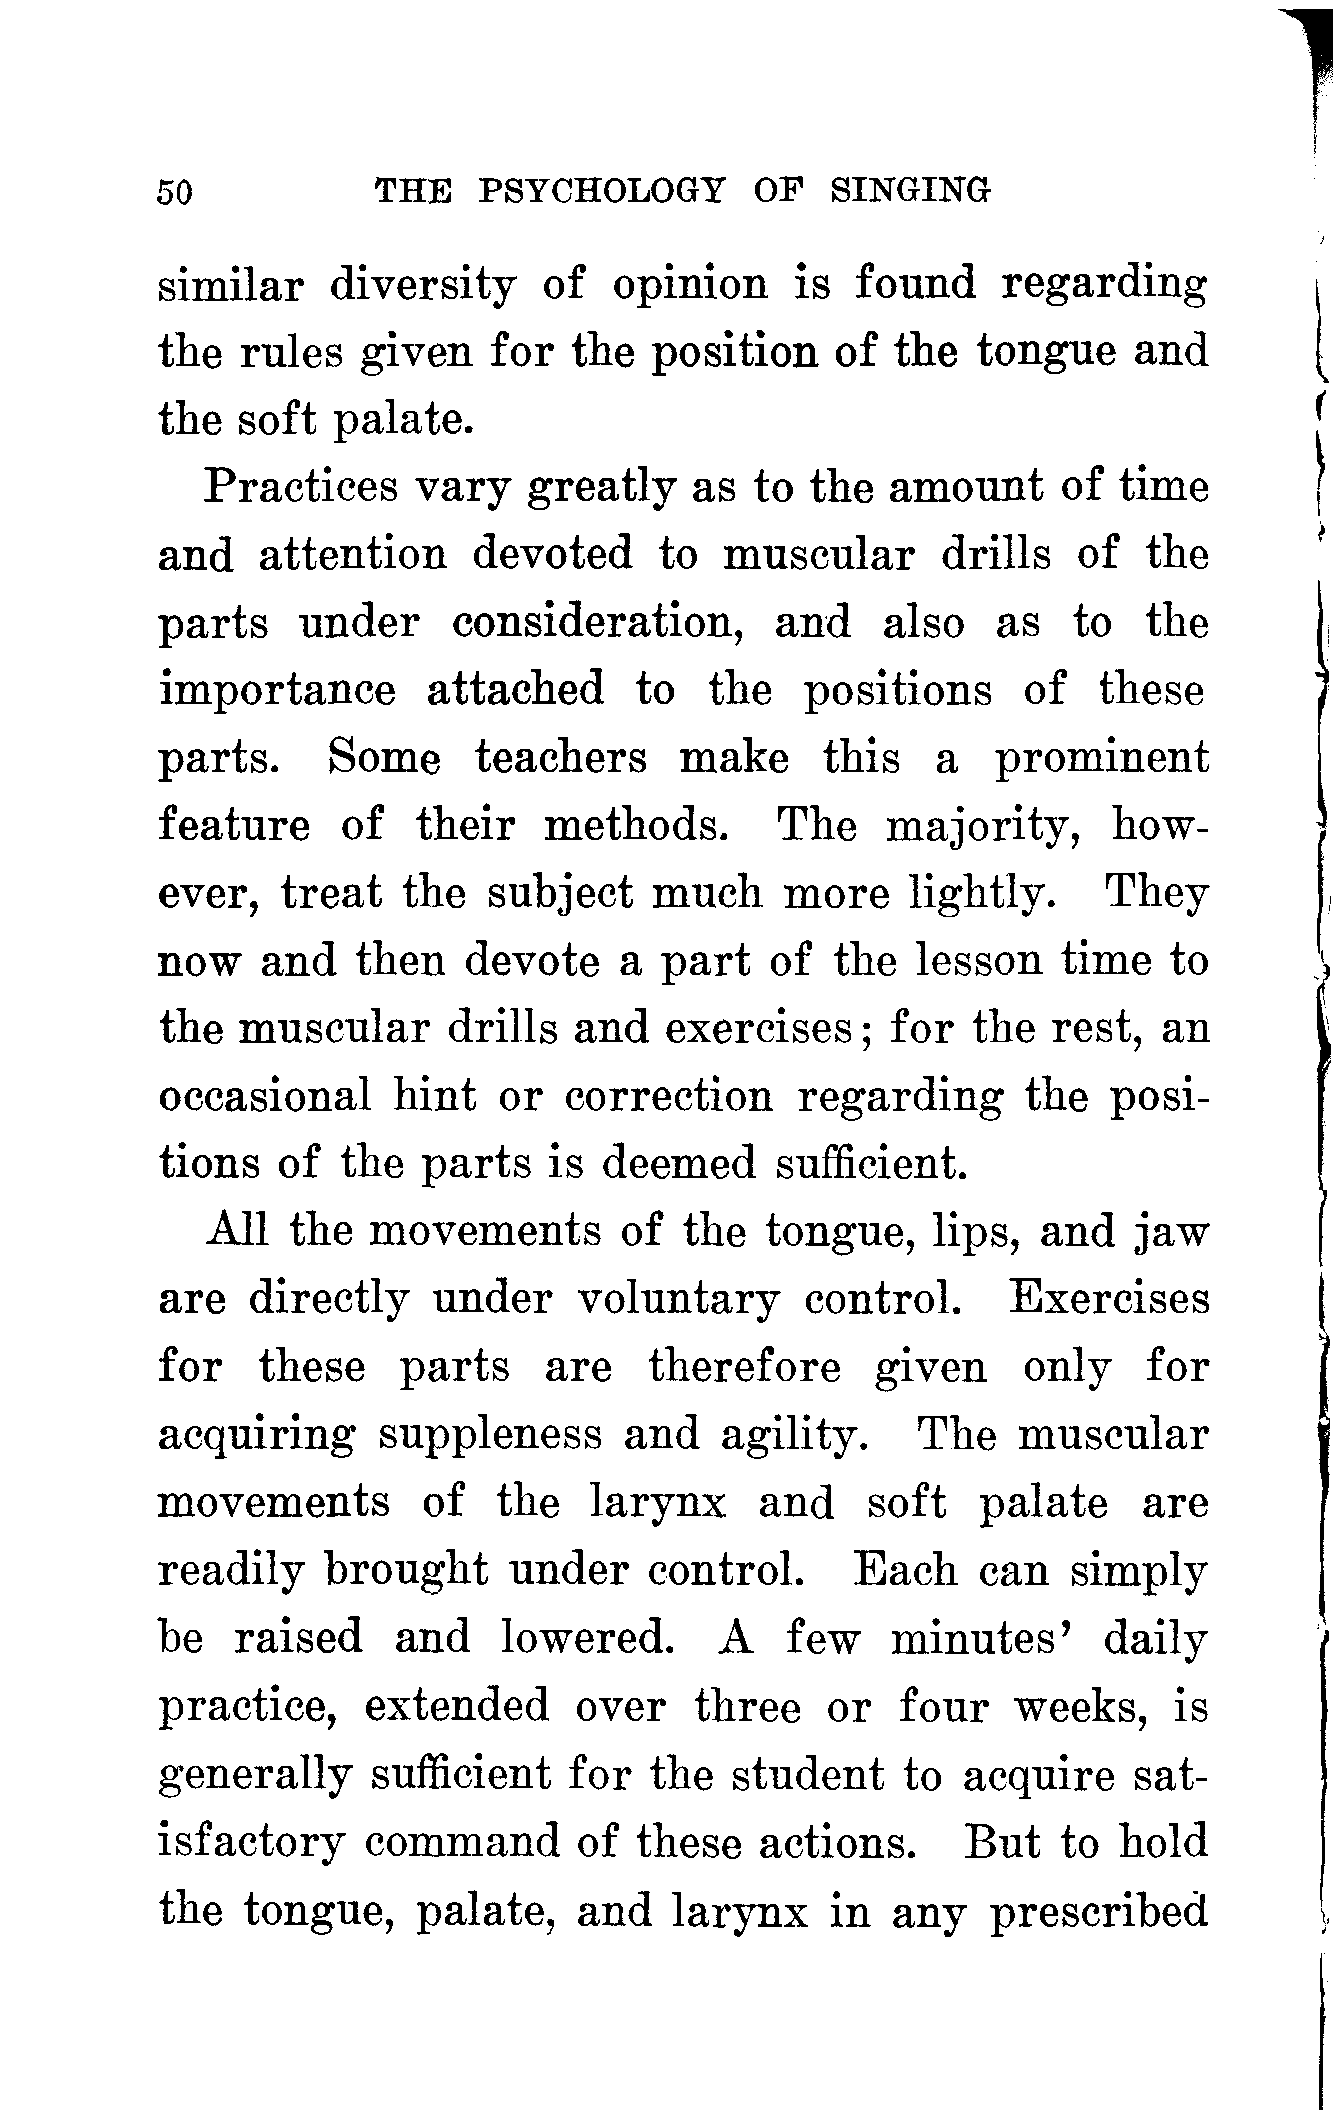 50 THE PSYCHOLOGY OF SINGING
similar diversity of opinion is found regarding
the rules given for the position of the tongue and
the soft palate.
Practices vary greatly as to the amount of time
and attention devoted to muscular drills of the
parts under consideration, and also as to the
importance attached to the positions of these
parts. Some teachers make this a prominent
feature of their methods. The majority, how-
ever, treat the subject much more lightly. They
now and then devote a part of the lesson time to
the muscular drills and exercises; for the rest, an
occasional hint or correction regarding the posi-
tions of the parts is deemed sufficient.
All the movements of the tongue, lips, and jaw
are directly under voluntary control. Exercises
for these parts are therefore given only for
acquiring suppleness and agility. The muscular
movements of the larynx and soft palate are
readily brought under control. Each can simply
be raised and lowered. A few minutes' daily
practice, extended over three or four weeks, is
generally sufficient for the student to acquire sat-
isfactory command of these actions. But to hold
the tongue, palate, and larynx in any prescribed